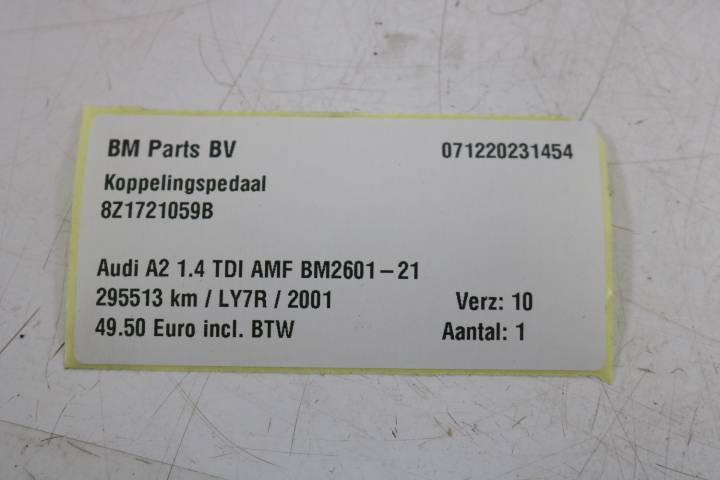 BM Parts BV 071220231454
Koppelingspedaal
8Z1721059B
Audi A2 1.4 TDI AMF BM2601-21
295513 km / LY7R / 2001 Verz: 10
49.50 Euro incl. BTW Aantal: 1